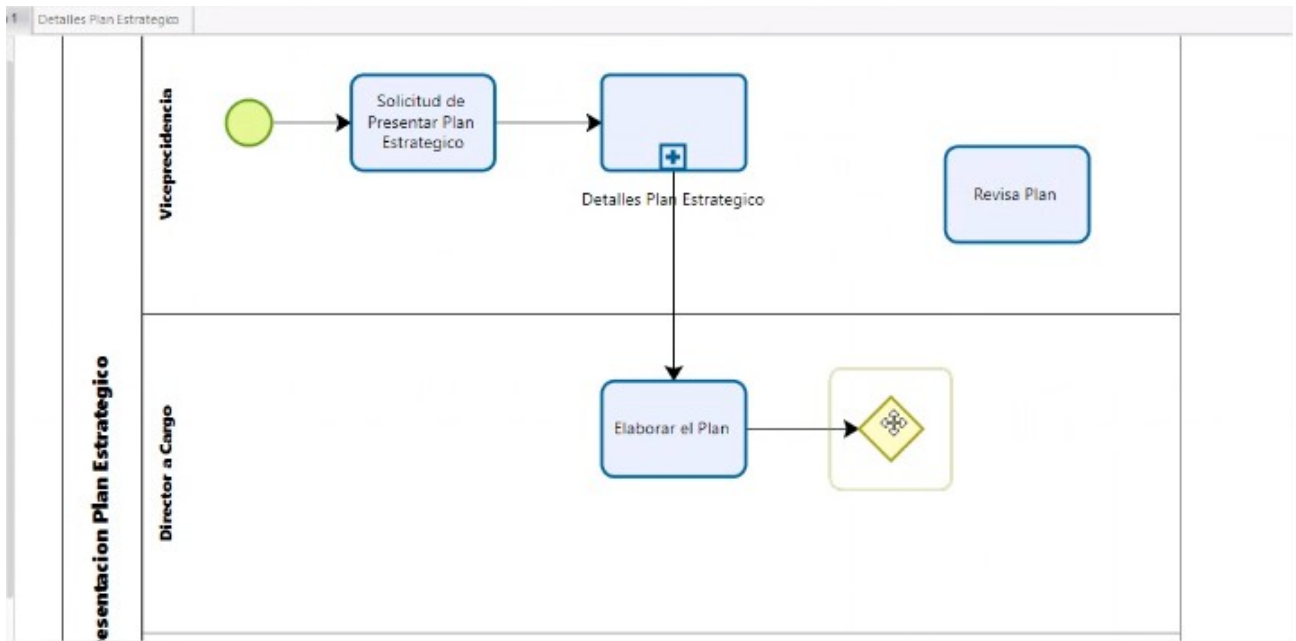 1
Detalles Plan Estrategico
Viceprecidencia
Solicitud de
Presentar Plan
Estrategico
Detalles Plan Estrategico
Revisa Plan
esentacion Plan Estrategico
Director a Cargo
Elaborar el Plan